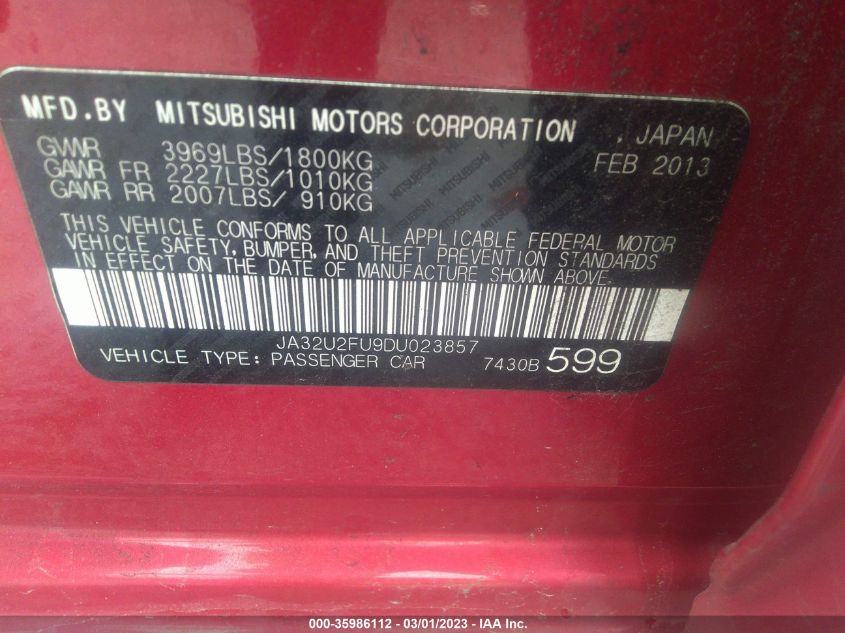 MFD.BY MITSUBISHI MOTORS CORPORATION , JAPAN
GVWR 3969LBS/1800KG FEB 2013
GAWR FR 2227LBS/1010KG
GAWR RR 2007LBS/ 910KG
THIS VEHICLE CONFORMS TO ALL APPLICABLE FEDERAL MOTOR
VEHICLE SAFETY, BUMPER, AND THEFT PREVENTION STANDARDS
IN EFFECT ON THE DATE OF MANUFACTURE SHOWN ABOVE.
JA32U2FU9DU023857
VEHICLE TYPE: PASSENGER CAR 7430B 599
000-35986112 - 03/01/2023 - IAA Inc.